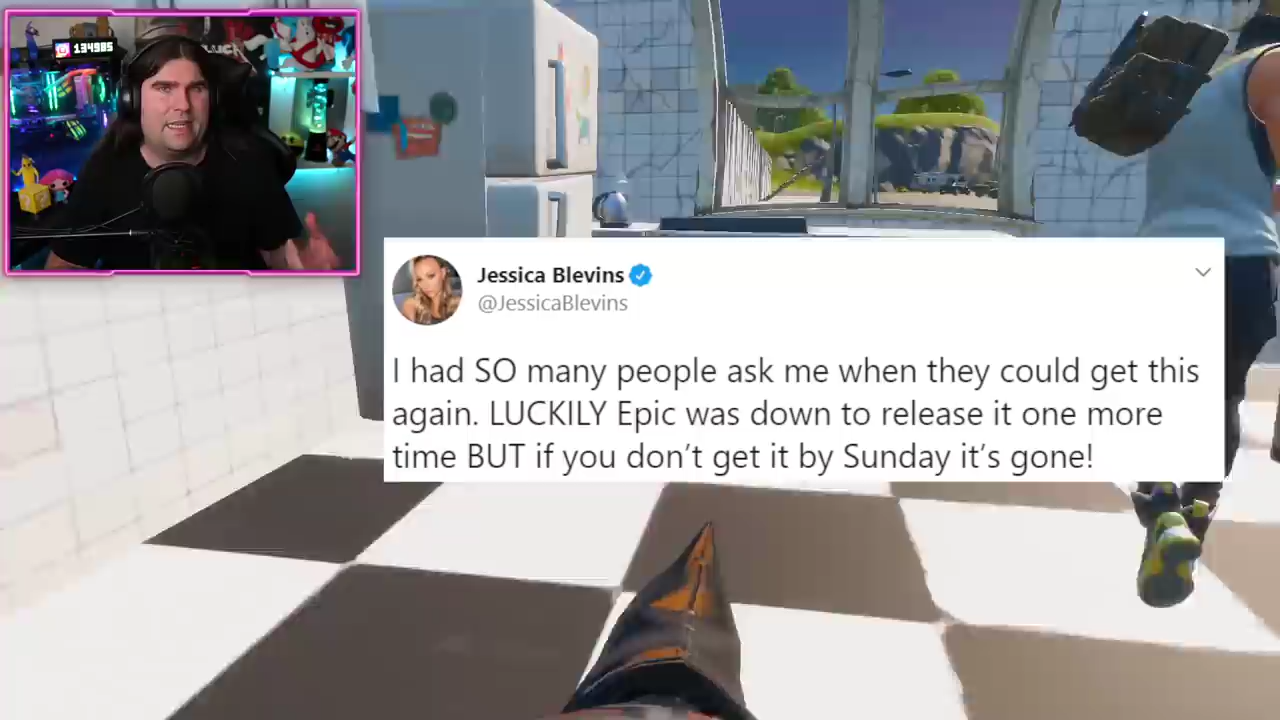 134985
Jessica Blevins
@JessicaBlevins
I had SO many people ask me when they could get this
again. LUCKILY Epic was down to release it one more
time BUT if you don’t get it by Sunday it’s gone!